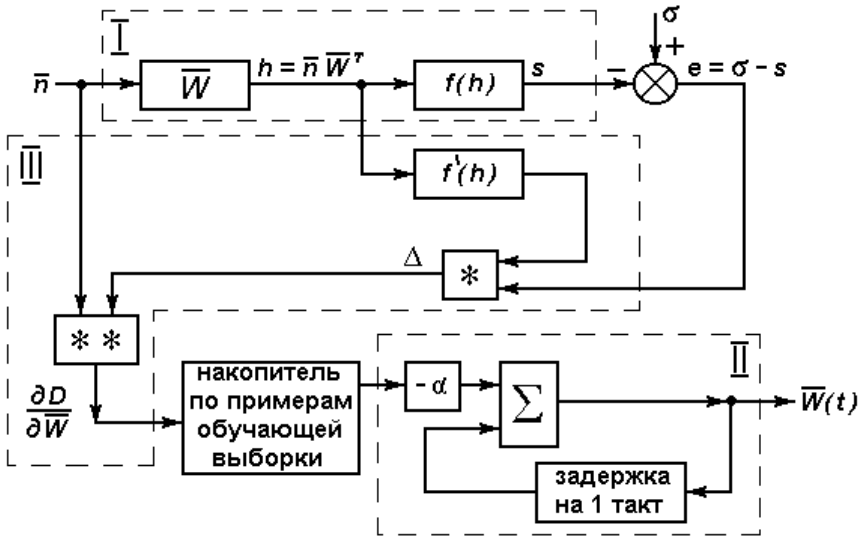 σ
I
n̅
W̅
h = n̅ W̅ᵀ
f(h)
s
−
+
e = σ − s
III
f'(h)
Δ
*
* *
∂D
∂W̅
накопитель
по примерам
обучающей
выборки
- α
Σ
II
W̅(t)
задержка
на 1 такт